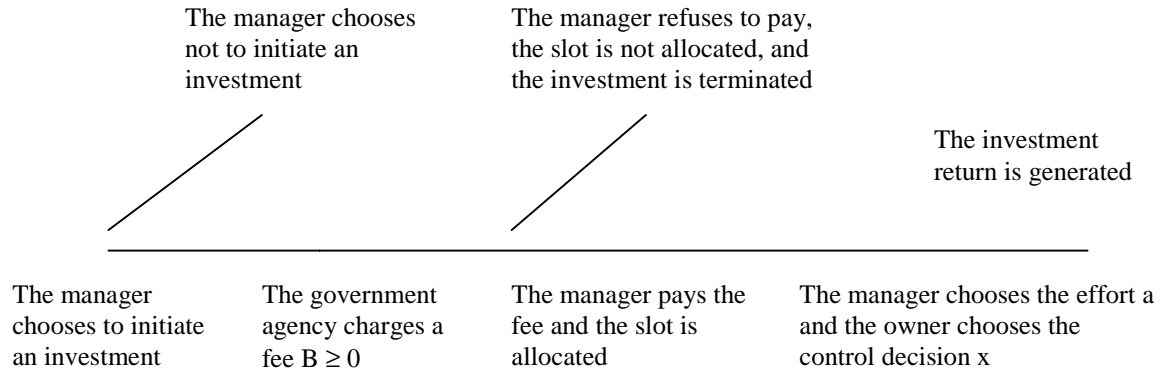 The manager chooses
not to initiate an
investment
The manager refuses to pay,
the slot is not allocated, and
the investment is terminated
The investment
return is generated
The manager
chooses to initiate
an investment
The government
agency charges a
fee B ≥ 0
The manager pays the
fee and the slot is
allocated
The manager chooses the effort a
and the owner chooses the
control decision x